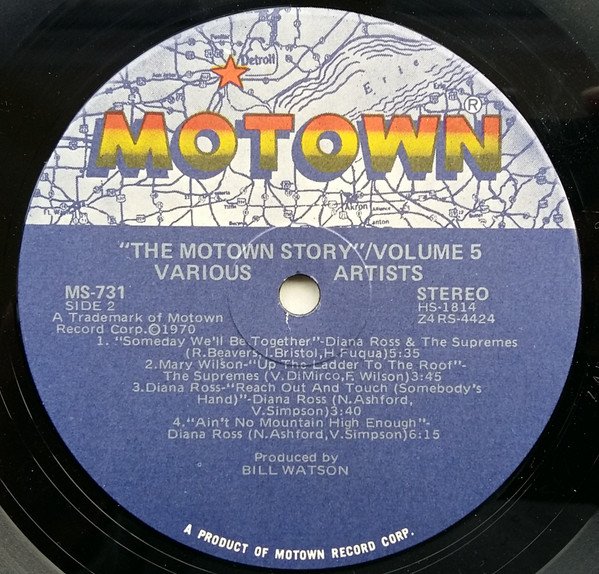 Detroit
Erie
Erie
®
MOTOWN
Akron
Canton
"THE MOTOWN STORY"/VOLUME 5
VARIOUS ARTISTS
MS-731 STEREO
SIDE 2 HS-1814
A Trademark of Motown Z4 RS-4424
Record Corp.©1970
1. "Someday We'll Be Together"-Diana Ross & The Supremes
(R.Beavers,J.Bristol,H.Fuqua)5:35
2.Mary Wilson-"Up The Ladder To The Roof"-
The Supremes (V.DiMirco,F. Wilson)3:45
3.Diana Ross-"Reach Out And Touch (Somebody's
Hand)"-Diana Ross (N.Ashford,
V.Simpson)3:40
4."Ain't No Mountain High Enough"-
Diana Ross (N.Ashford,V.Simpson)6:15
Produced by
BILL WATSON
A PRODUCT OF MOTOWN RECORD CORP.